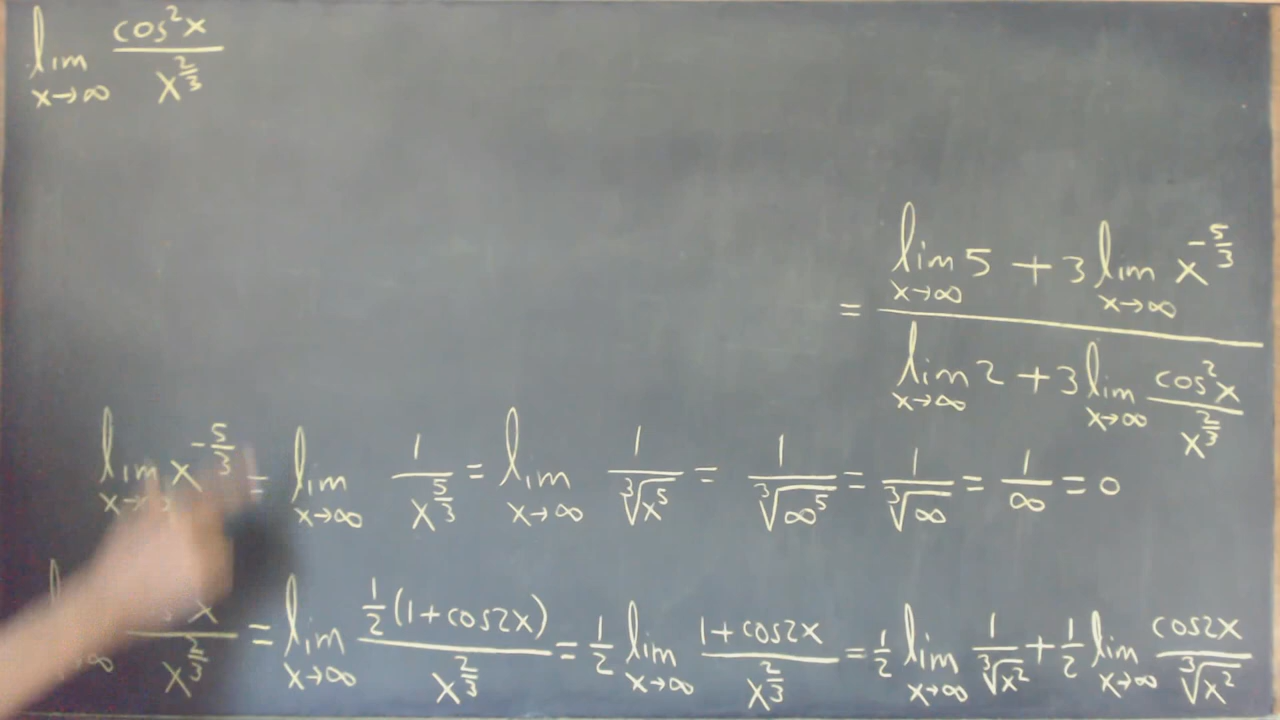 lim x→∞ cos²x / x^(2/3)
= (lim x→∞ 5 + 3 lim x→∞ x^(-5/3)) / (lim x→∞ 2 + 3 lim x→∞ cos²x / x^(2/3))
lim x→ x^(-5/3) = lim x→∞ 1 / x^(5/3) = lim x→∞ 1 / ∛(x⁵) = 1 / ∛(∞⁵) = 1 / ∛∞ = 1 / ∞ = 0
x / x^(2/3) = lim x→∞ ½(1+cos2x) / x^(2/3) = ½ lim x→∞ (1+cos2x) / x^(2/3) = ½ lim x→∞ 1 / ∛(x²) + ½ lim x→∞ cos2x / ∛(x²)